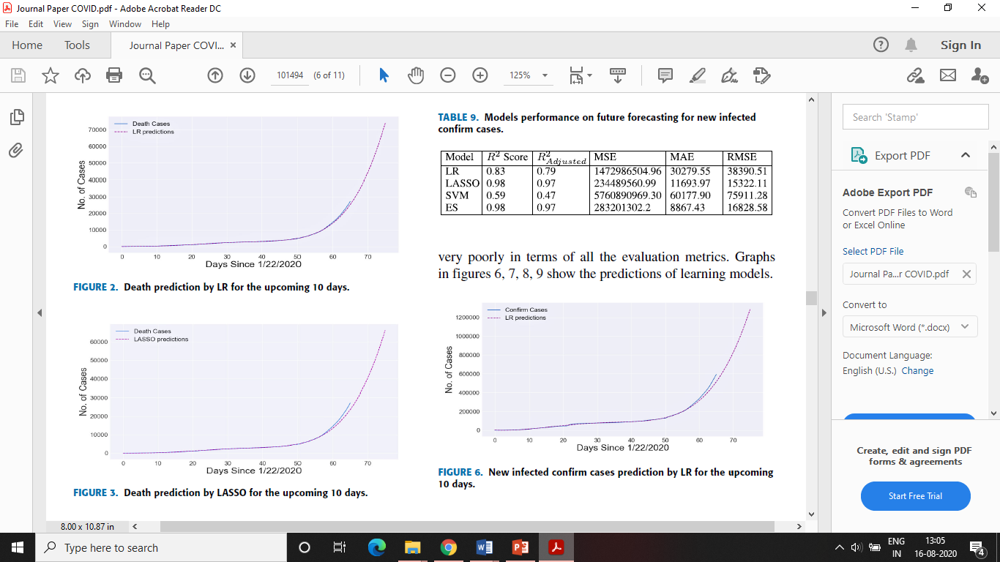 Journal Paper COVID.pdf - Adobe Acrobat Reader DC
File Edit View Sign Window Help
Home Tools Journal Paper COVI... ×
Sign In
101494 (6 of 11) 125%
Death Cases
LR predictions
70000
60000
50000
40000
30000
20000
10000
0
No. of Cases
0 10 20 30 40 50 60 70
Days Since 1/22/2020
FIGURE 2. Death prediction by LR for the upcoming 10 days.
Death Cases
LASSO predictions
60000
50000
40000
30000
20000
10000
0
No. of Cases
0 10 20 30 40 50 60 70
Days Since 1/22/2020
FIGURE 3. Death prediction by LASSO for the upcoming 10 days.
TABLE 9. Models performance on future forecasting for new infected
confirm cases.
Model R² Score R²Adjusted MSE MAE RMSE
LR 0.83 0.79 1472986504.96 30279.55 38390.51
LASSO 0.98 0.97 234489560.99 11693.97 15322.11
SVM 0.59 0.47 5760890969.30 60177.90 75911.28
ES 0.98 0.97 283201302.2 8867.43 16828.58
very poorly in terms of all the evaluation metrics. Graphs
in figures 6, 7, 8, 9 show the predictions of learning models.
Confirm Cases
LR predictions
1200000
1000000
800000
600000
400000
200000
0
No. of Cases
0 10 20 30 40 50 60 70
Days Since 1/22/2020
FIGURE 6. New infected confirm cases prediction by LR for the upcoming
10 days.
8.00 x 10.87 in
Search 'Stamp'
Export PDF
Adobe Export PDF
Convert PDF Files to Word
or Excel Online
Select PDF File
Journal Pa...r COVID.pdf
Convert to
Microsoft Word (*.docx)
Document Language:
English (U.S.) Change
Create, edit and sign PDF
forms & agreements
Start Free Trial
Type here to search
ENG
IN
13:05
16-08-2020
4